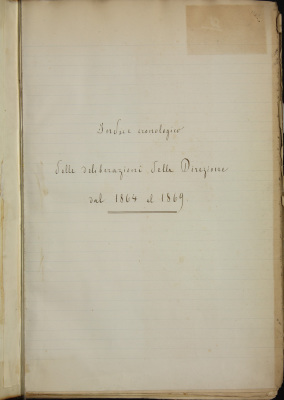 Indice cronologico
delle deliberazioni della Direzione
dal 1864 al 1869.